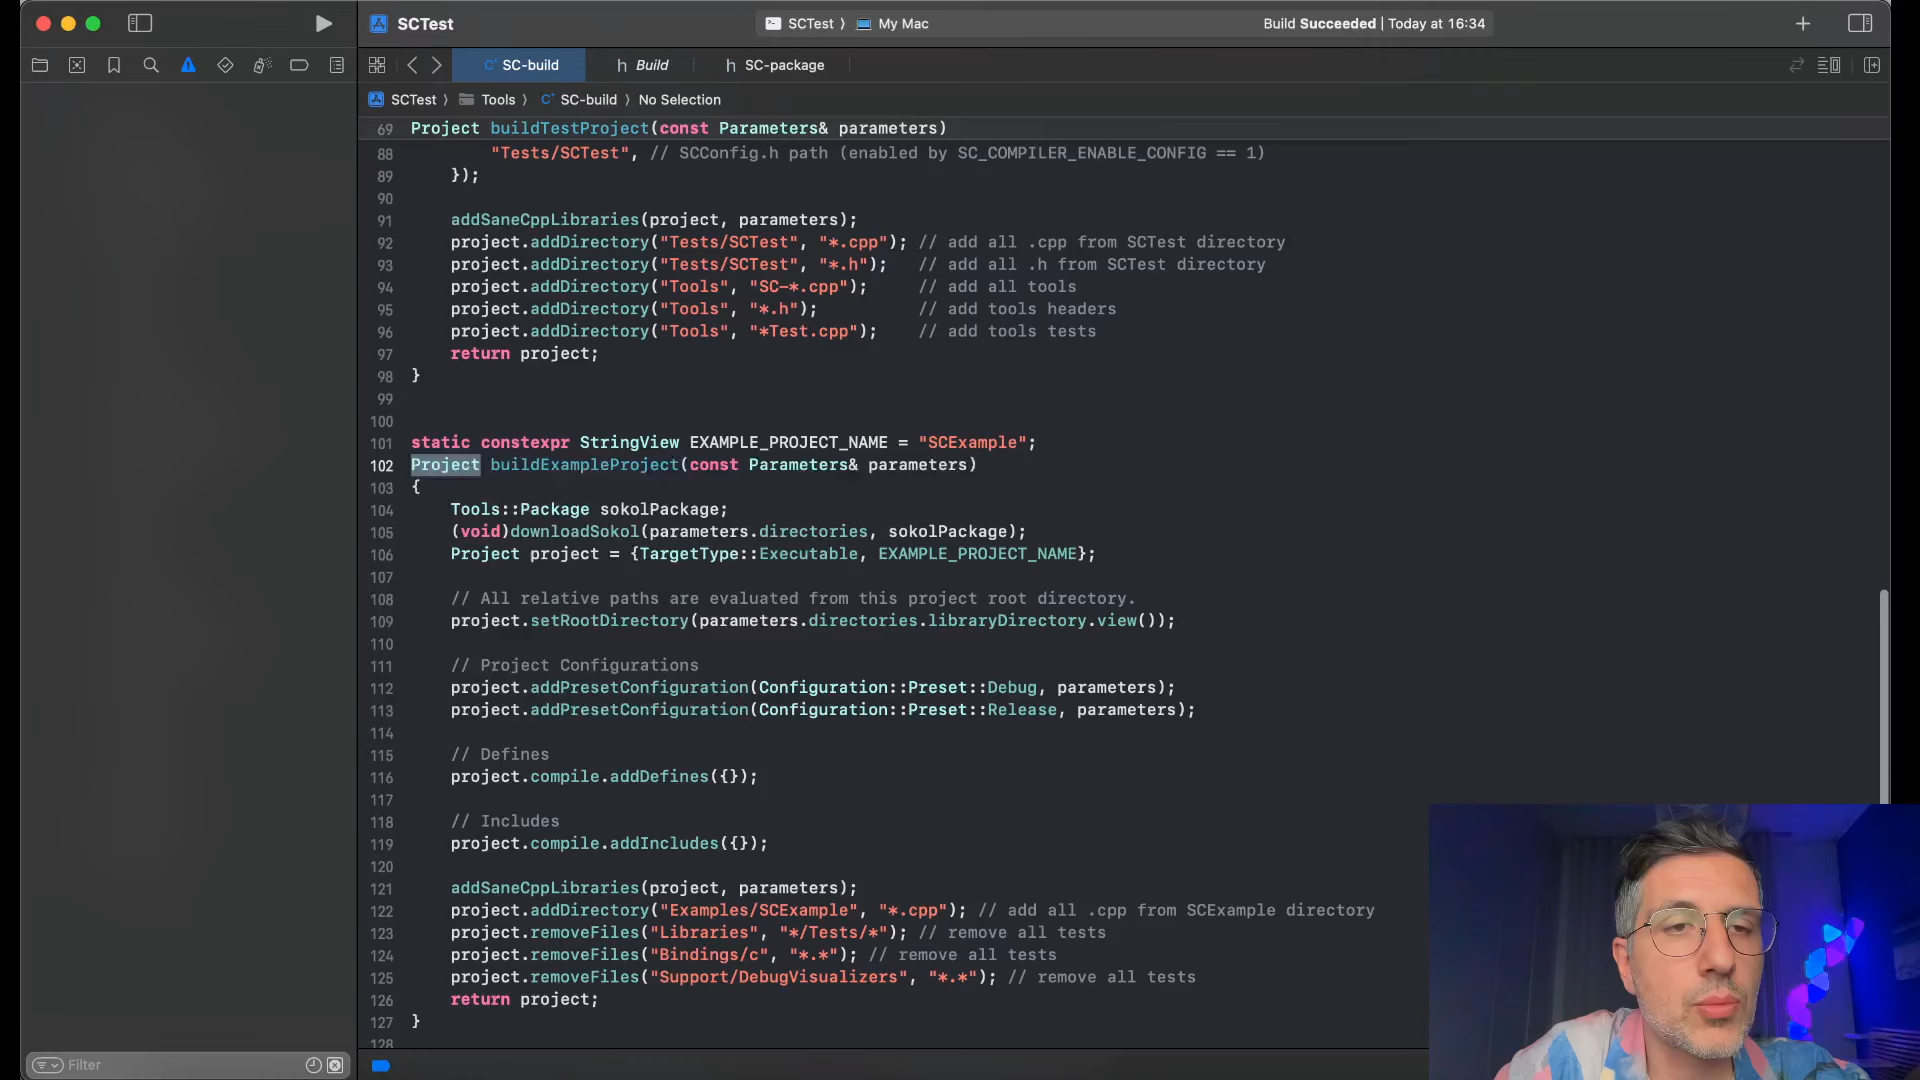 SCTest
SCTest 〉 My Mac
Build Succeeded | Today at 16:34
SC-build
h Build
h SC-package
SCTest 〉 Tools 〉 SC-build 〉 No Selection
69 Project buildTestProject(const Parameters& parameters)
88 "Tests/SCTest", // SCConfig.h path (enabled by SC_COMPILER_ENABLE_CONFIG == 1)
89 });
90
91 addSaneCppLibraries(project, parameters);
92 project.addDirectory("Tests/SCTest", "*.cpp"); // add all .cpp from SCTest directory
93 project.addDirectory("Tests/SCTest", "*.h"); // add all .h from SCTest directory
94 project.addDirectory("Tools", "SC-*.cpp"); // add all tools
95 project.addDirectory("Tools", "*.h"); // add tools headers
96 project.addDirectory("Tools", "*Test.cpp"); // add tools tests
97 return project;
98 }
99
100
101 static constexpr StringView EXAMPLE_PROJECT_NAME = "SCExample";
102 Project buildExampleProject(const Parameters& parameters)
103 {
104 Tools::Package sokolPackage;
105 (void)downloadSokol(parameters.directories, sokolPackage);
106 Project project = {TargetType::Executable, EXAMPLE_PROJECT_NAME};
107
108 // All relative paths are evaluated from this project root directory.
109 project.setRootDirectory(parameters.directories.libraryDirectory.view());
110
111 // Project Configurations
112 project.addPresetConfiguration(Configuration::Preset::Debug, parameters);
113 project.addPresetConfiguration(Configuration::Preset::Release, parameters);
114
115 // Defines
116 project.compile.addDefines({});
117
118 // Includes
119 project.compile.addIncludes({});
120
121 addSaneCppLibraries(project, parameters);
122 project.addDirectory("Examples/SCExample", "*.cpp"); // add all .cpp from SCExample directory
123 project.removeFiles("Libraries", "*/Tests/*"); // remove all tests
124 project.removeFiles("Bindings/c", "*.*"); // remove all tests
125 project.removeFiles("Support/DebugVisualizers", "*.*"); // remove all tests
126 return project;
127 }
128
Filter